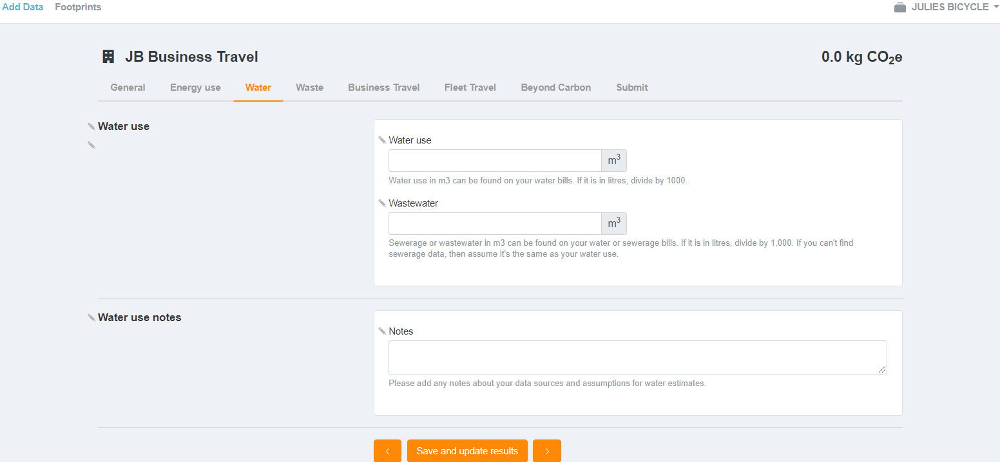 Add Data Footprints JULIES BICYCLE
JB Business Travel 0.0 kg CO₂e
General Energy use Water Waste Business Travel Fleet Travel Beyond Carbon Submit
Water use
Water use
m³
Water use in m3 can be found on your water bills. If it is in litres, divide by 1000.
Wastewater
m³
Sewerage or wastewater in m3 can be found on your water or sewerage bills. If it is in litres, divide by 1,000. If you can't find
sewerage data, then assume it's the same as your water use.
Water use notes
Notes
Please add any notes about your data sources and assumptions for water estimates.
Save and update results